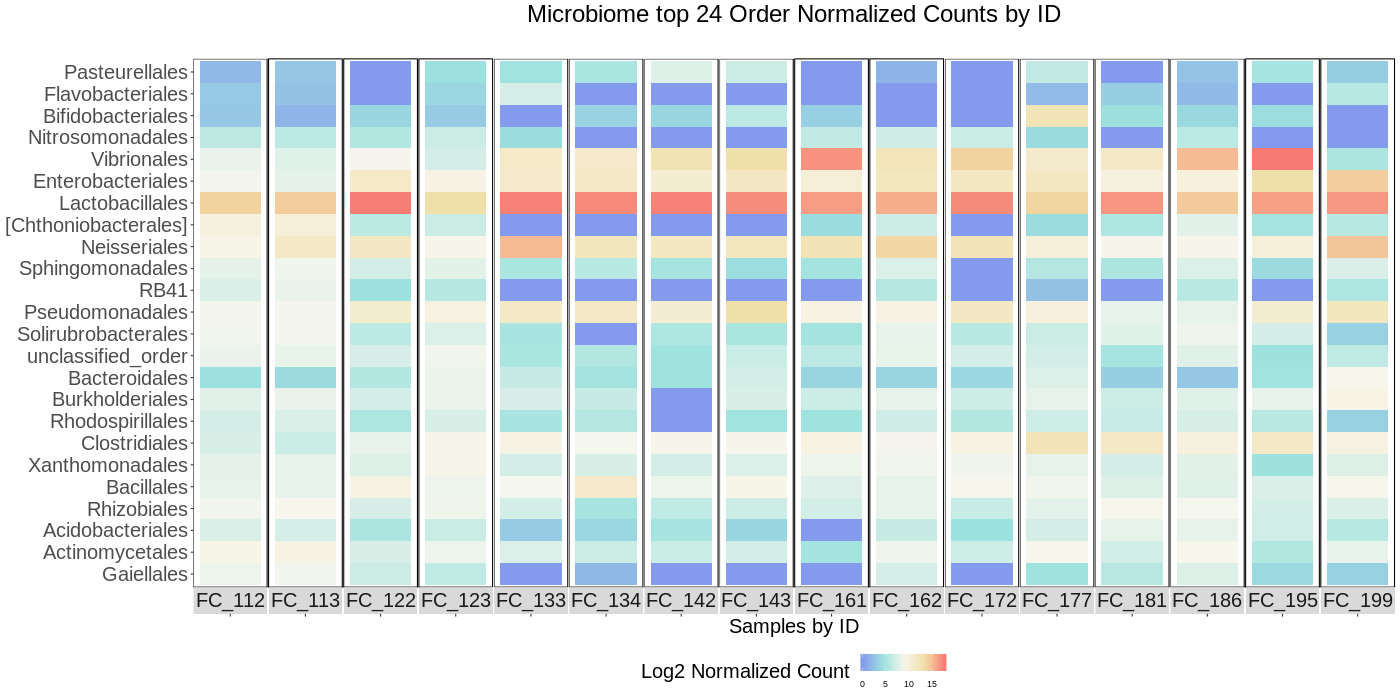 Microbiome top 24 Order Normalized Counts by ID
Pasteurellales
Flavobacteriales
Bifidobacteriales
Nitrosomonadales
Vibrionales
Enterobacteriales
Lactobacillales
[Chthoniobacterales]
Neisseriales
Sphingomonadales
RB41
Pseudomonadales
Solirubrobacterales
unclassified_order
Bacteroidales
Burkholderiales
Rhodospirillales
Clostridiales
Xanthomonadales
Bacillales
Rhizobiales
Acidobacteriales
Actinomycetales
Gaiellales
FC_112 FC_113 FC_122 FC_123 FC_133 FC_134 FC_142 FC_143 FC_161 FC_162 FC_172 FC_177 FC_181 FC_186 FC_195 FC_199
Samples by ID
Log2 Normalized Count
0 5 10 15